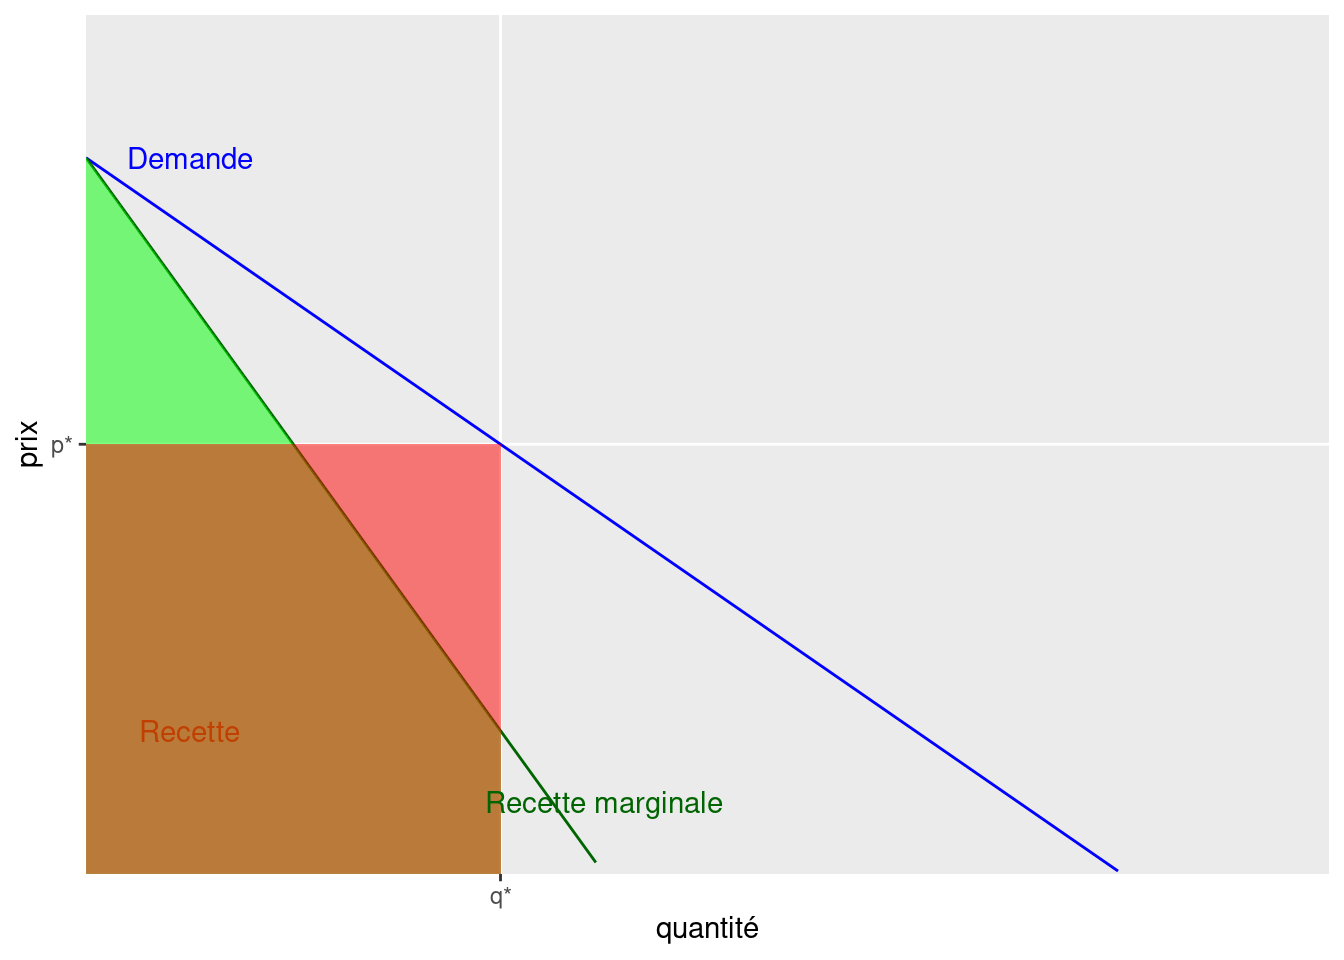 Demande
prix
p*
Recette
Recette marginale
q*
quantité